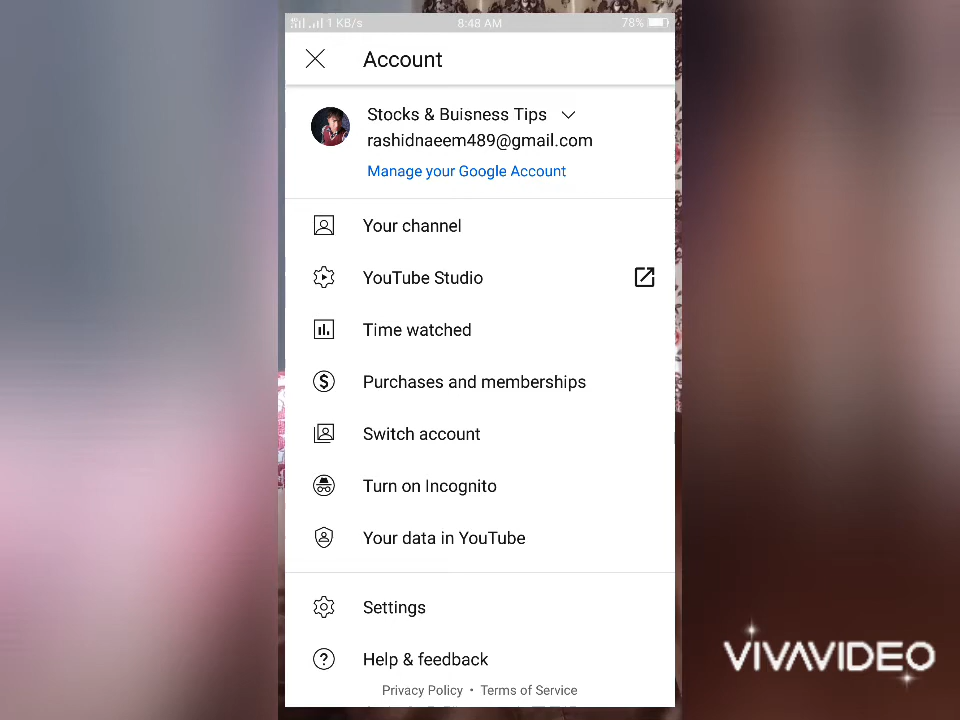 1 KB/s 8:48 AM 78%
Account
Stocks & Buisness Tips
rashidnaeem489@gmail.com
Manage your Google Account
Your channel
YouTube Studio
Time watched
Purchases and memberships
Switch account
Turn on Incognito
Your data in YouTube
Settings
Help & feedback
Privacy Policy • Terms of Service
VIVAVIDEO